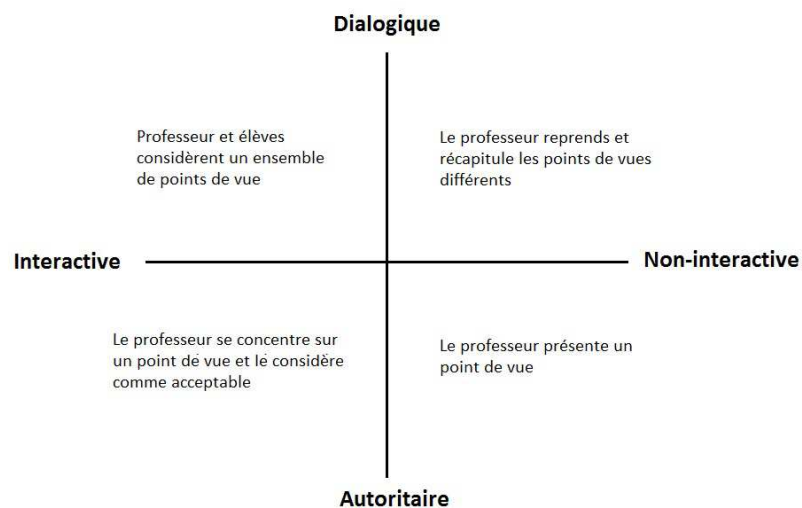 Dialogique
Professeur et élèves
considèrent un ensemble
de points de vue
Le professeur reprends et
récapitule les points de vues
différents
Interactive
Non-interactive
Le professeur se concentre sur
un point de vue et le considère
comme acceptable
Le professeur présente un
point de vue
Autoritaire